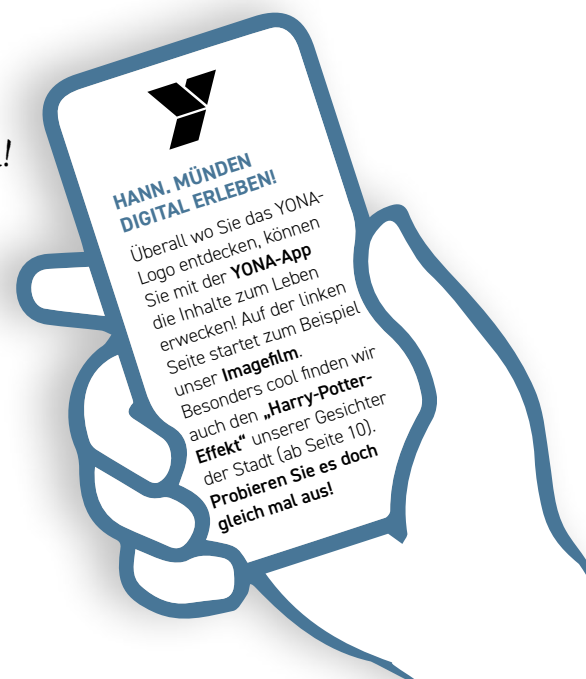 HANN. MÜNDEN
DIGITAL ERLEBEN!
Überall wo Sie das YONA-
Logo entdecken, können
Sie mit der YONA-App
die Inhalte zum Leben
erwecken! Auf der linken
Seite startet zum Beispiel
unser Imagefilm.
Besonders cool finden wir
auch den „Harry-Potter-
Effekt" unserer Gesichter
der Stadt (ab Seite 10).
Probieren Sie es doch
gleich mal aus!